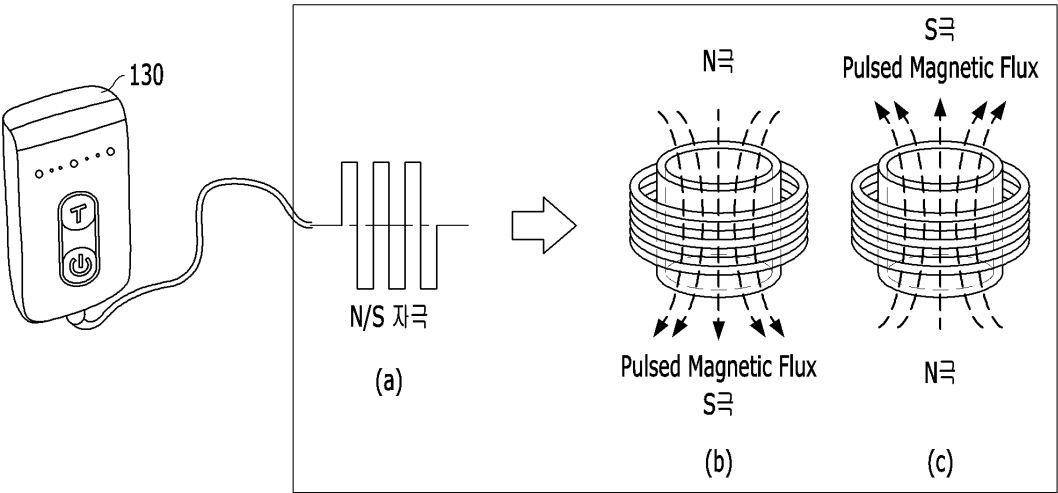 130
T
N/S 자극
(a)
N극
Pulsed Magnetic Flux
S극
(b)
S극
Pulsed Magnetic Flux
N극
(c)